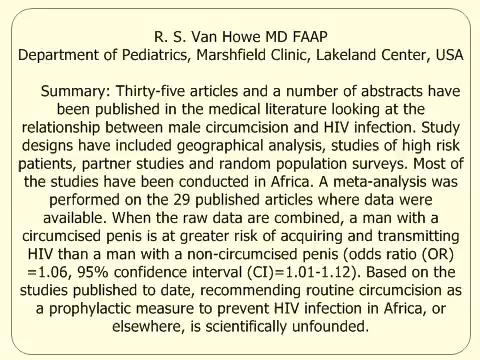 R. S. Van Howe MD FAAP
Department of Pediatrics, Marshfield Clinic, Lakeland Center, USA
Summary: Thirty-five articles and a number of abstracts have
been published in the medical literature looking at the
relationship between male circumcision and HIV infection. Study
designs have included geographical analysis, studies of high risk
patients, partner studies and random population surveys. Most of
the studies have been conducted in Africa. A meta-analysis was
performed on the 29 published articles where data were
available. When the raw data are combined, a man with a
circumcised penis is at greater risk of acquiring and transmitting
HIV than a man with a non-circumcised penis (odds ratio (OR)
=1.06, 95% confidence interval (CI)=1.01-1.12). Based on the
studies published to date, recommending routine circumcision as
a prophylactic measure to prevent HIV infection in Africa, or
elsewhere, is scientifically unfounded.